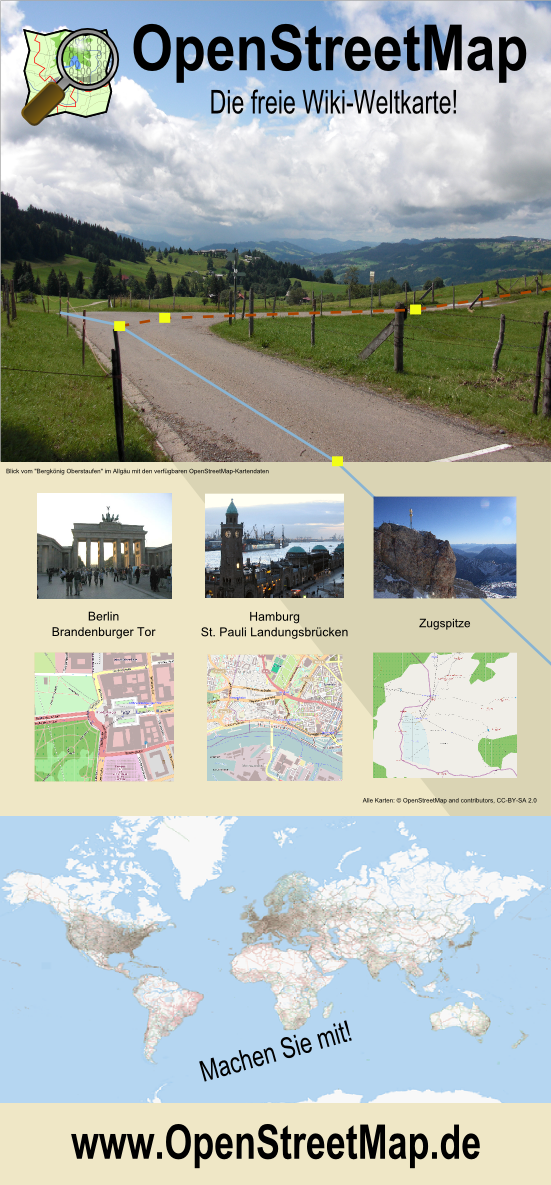 OpenStreetMap
Die freie Wiki-Weltkarte!
Blick vom "Bergkönig Oberstaufen" im Allgäu mit den verfügbaren OpenStreetMap-Kartendaten
Berlin
Brandenburger Tor
Hamburg
St. Pauli Landungsbrücken
Zugspitze
Alle Karten: © OpenStreetMap and contributors, CC-BY-SA 2.0
Machen Sie mit!
www.OpenStreetMap.de